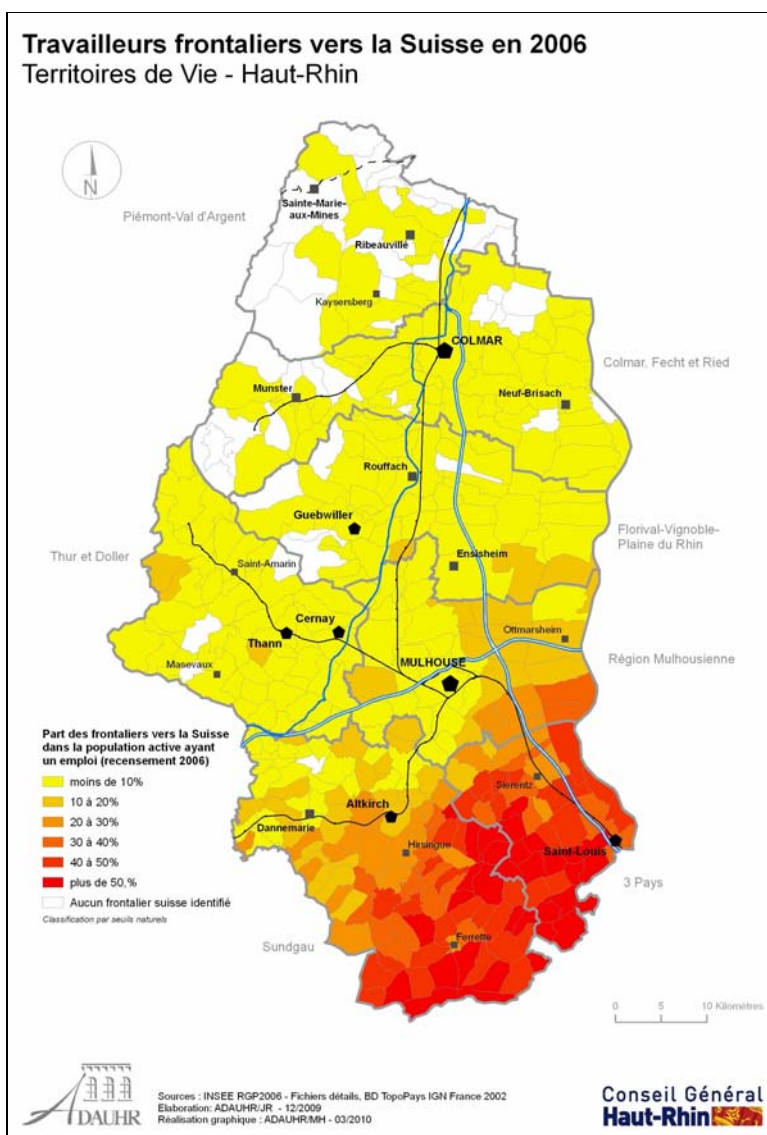 Travailleurs frontaliers vers la Suisse en 2006
Territoires de Vie - Haut-Rhin
N
Piémont-Val d'Argent
Sainte-Marie-
aux-Mines
Ribeauvillé
Kaysersberg
COLMAR
Colmar, Fecht et Ried
Munster
Neuf-Brisach
Rouffach
Guebwiller
Florival-Vignoble-
Plaine du Rhin
Thur et Doller
Saint-Amarin
Ensisheim
Cernay
Thann
Ottmarsheim
Région Mulhousienne
Masevaux
MULHOUSE
Part des frontaliers vers la Suisse
dans la population active ayant
un emploi (recensement 2006)
moins de 10%
10 à 20%
20 à 30%
30 à 40%
40 à 50%
plus de 50,%
Aucun frontalier suisse identifié
Classification par seuils naturels
Sierentz
Altkirch
Dannemarie
Hirsingue
Saint-Louis
3 Pays
Sundgau
Ferrette
0 5 10 Kilomètres
ADAUHR
Sources : INSEE RGP2006 - Fichiers détails, BD TopoPays IGN France 2002
Elaboration: ADAUHR/JR - 12/2009
Réalisation graphique : ADAUHR/MH - 03/2010
Conseil Général
Haut-Rhin